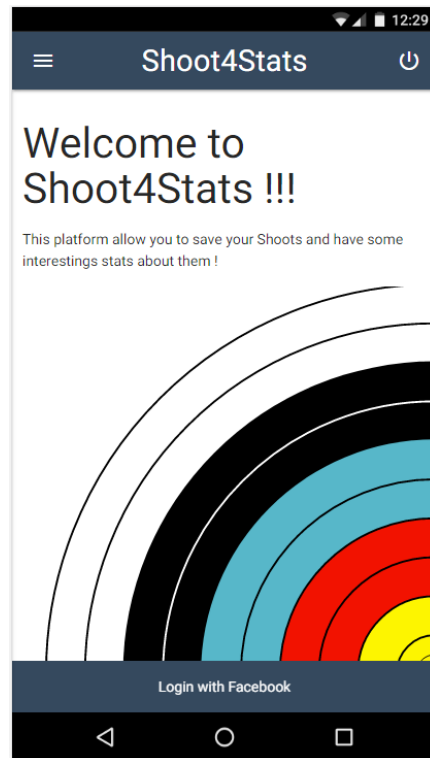 12:29
Shoot4Stats
Welcome to
Shoot4Stats !!!
This platform allow you to save your Shoots and have some
interestings stats about them !
Login with Facebook